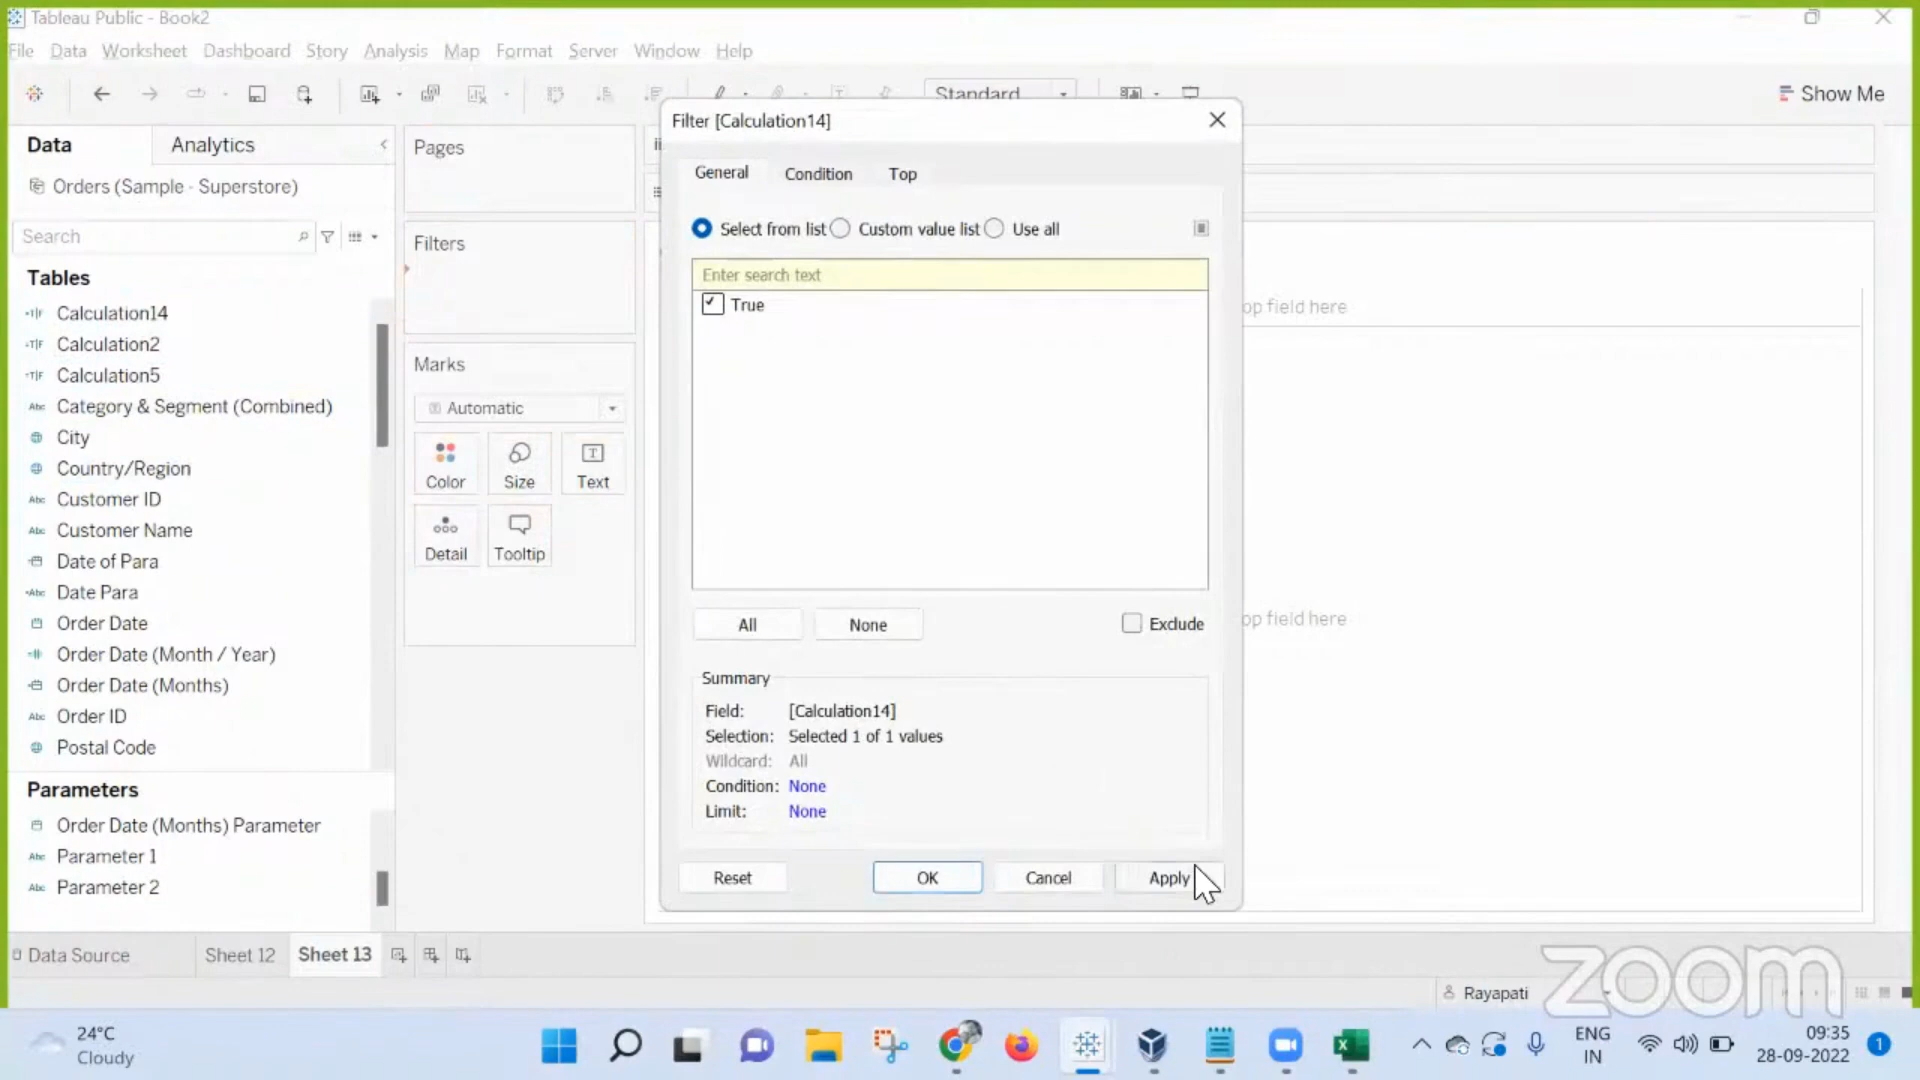 Tableau Public - Book2
File Data Worksheet Dashboard Story Analysis Map Format Server Window Help
Standard
Show Me
Data
Analytics
Orders (Sample - Superstore)
Search
Tables
Calculation14
Calculation2
Calculation5
Category & Segment (Combined)
City
Country/Region
Customer ID
Customer Name
Date of Para
Date Para
Order Date
Order Date (Month / Year)
Order Date (Months)
Order ID
Postal Code
Parameters
Order Date (Months) Parameter
Parameter 1
Parameter 2
Pages
Filters
Marks
Automatic
Color Size Text
Detail Tooltip
Filter [Calculation14]
General Condition Top
Select from list Custom value list Use all
Enter search text
True
All None Exclude
Summary
Field: [Calculation14]
Selection: Selected 1 of 1 values
Wildcard: All
Condition: None
Limit: None
Reset OK Cancel Apply
op field here
op field here
Data Source Sheet 12 Sheet 13
Rayapati
zoom
24°C
Cloudy
ENG
IN
09:35
28-09-2022
1